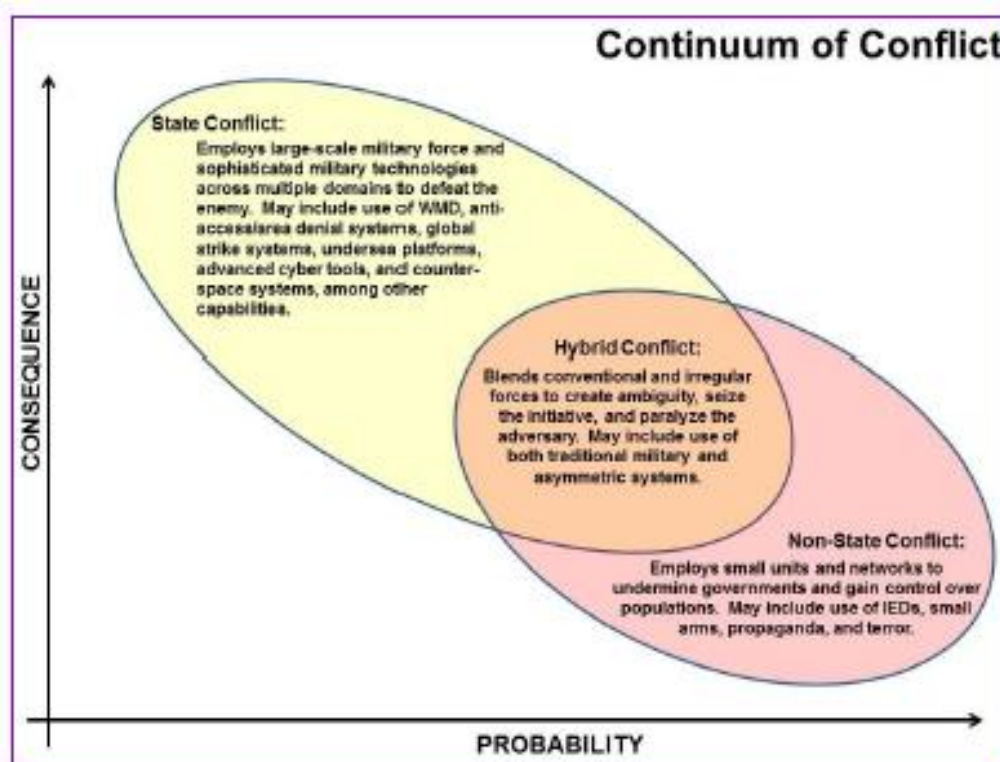 Continuum of Conflict
State Conflict:
Employs large-scale military force and
sophisticated military technologies
across multiple domains to defeat the
enemy. May include use of WMD, anti-
access/area denial systems, global
strike systems, undersea platforms,
advanced cyber tools, and counter-
space systems, among other
capabilities.
Hybrid Conflict:
Blends conventional and irregular
forces to create ambiguity, seize
the initiative, and paralyze the
adversary. May include use of
both traditional military and
asymmetric systems.
Non-State Conflict:
Employs small units and networks to
undermine governments and gain control over
populations. May include use of IEDs, small
arms, propaganda, and terror.
CONSEQUENCE
PROBABILITY